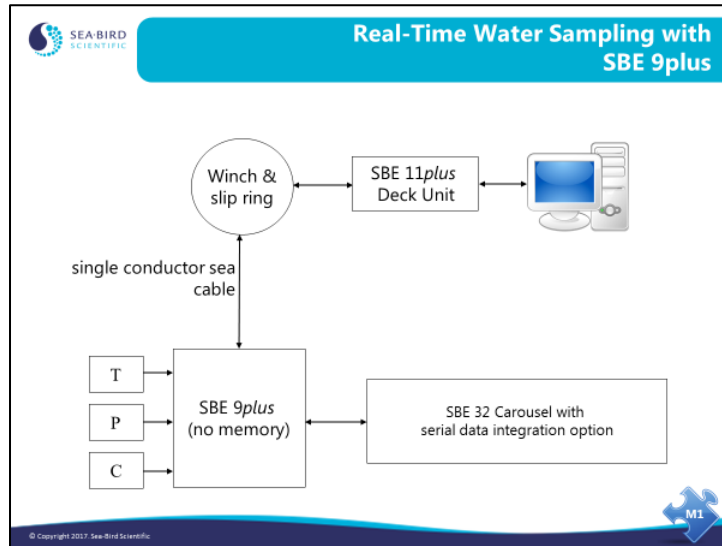 SEA·BIRD
SCIENTIFIC
Real-Time Water Sampling with
SBE 9plus
Winch &
slip ring
SBE 11plus
Deck Unit
single conductor sea
cable
T
P
C
SBE 9plus
(no memory)
SBE 32 Carousel with
serial data integration option
M1
© Copyright 2017. Sea-Bird Scientific